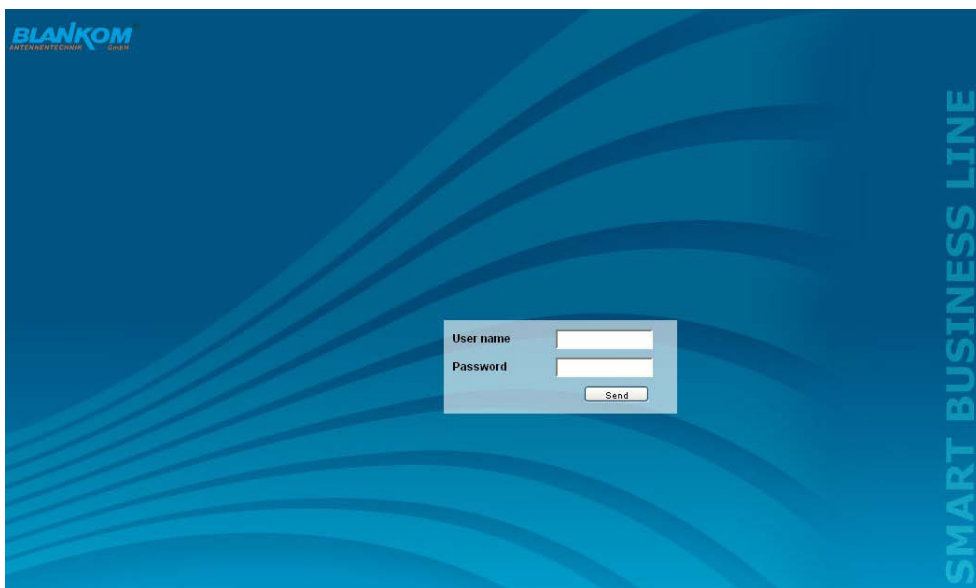 BLANKOM
ANTENNENTECHNIK GmbH
User name
Password
Send
SMART BUSINESS LINE